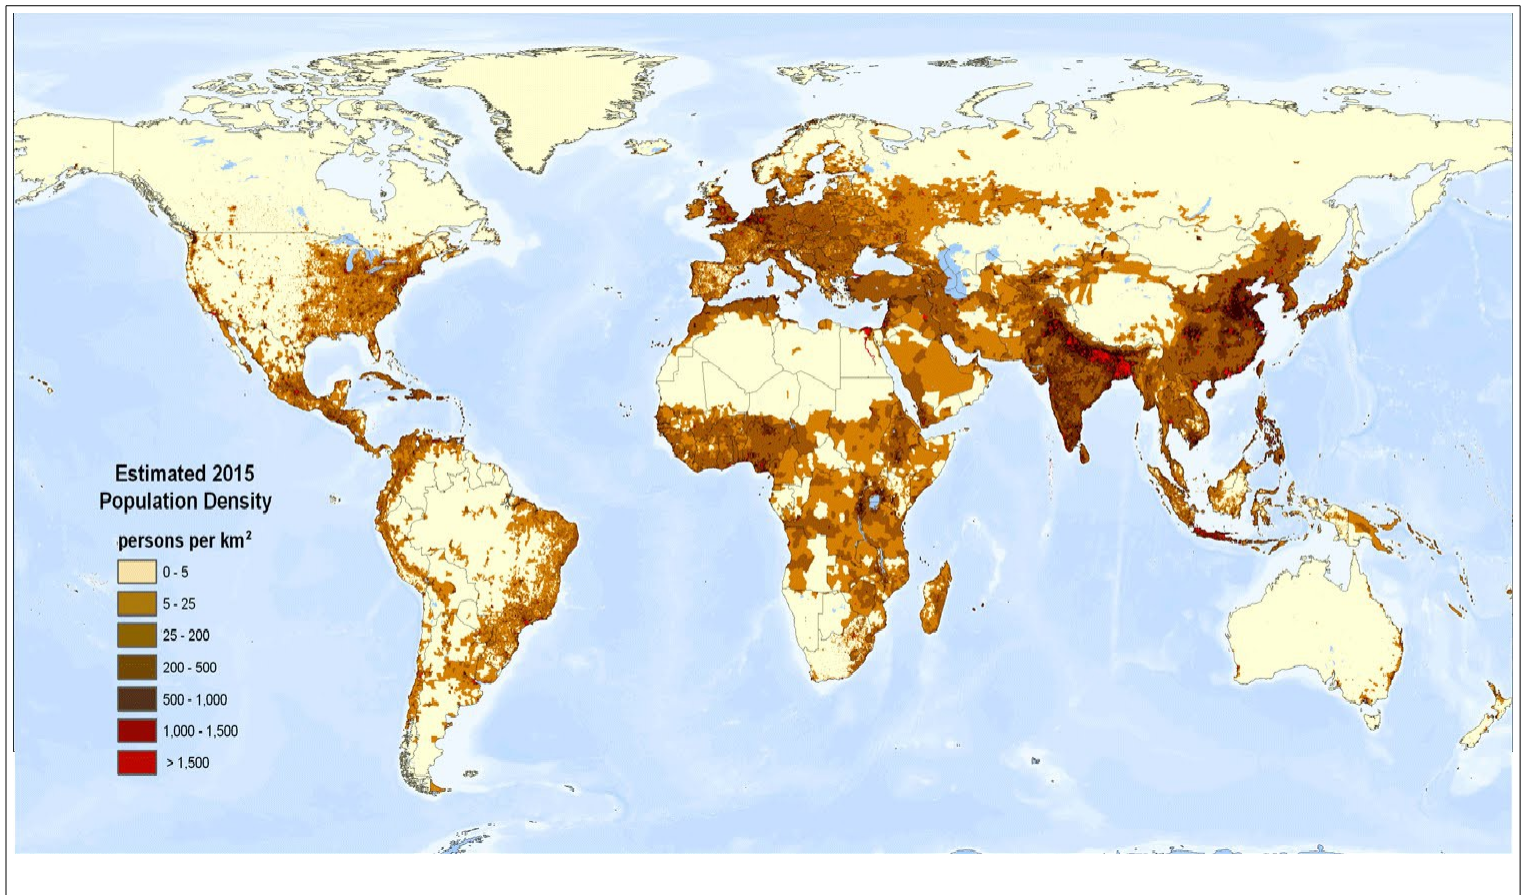 Estimated 2015
Population Density
persons per km²
0 - 5
5 - 25
25 - 200
200 - 500
500 - 1,000
1,000 - 1,500
> 1,500